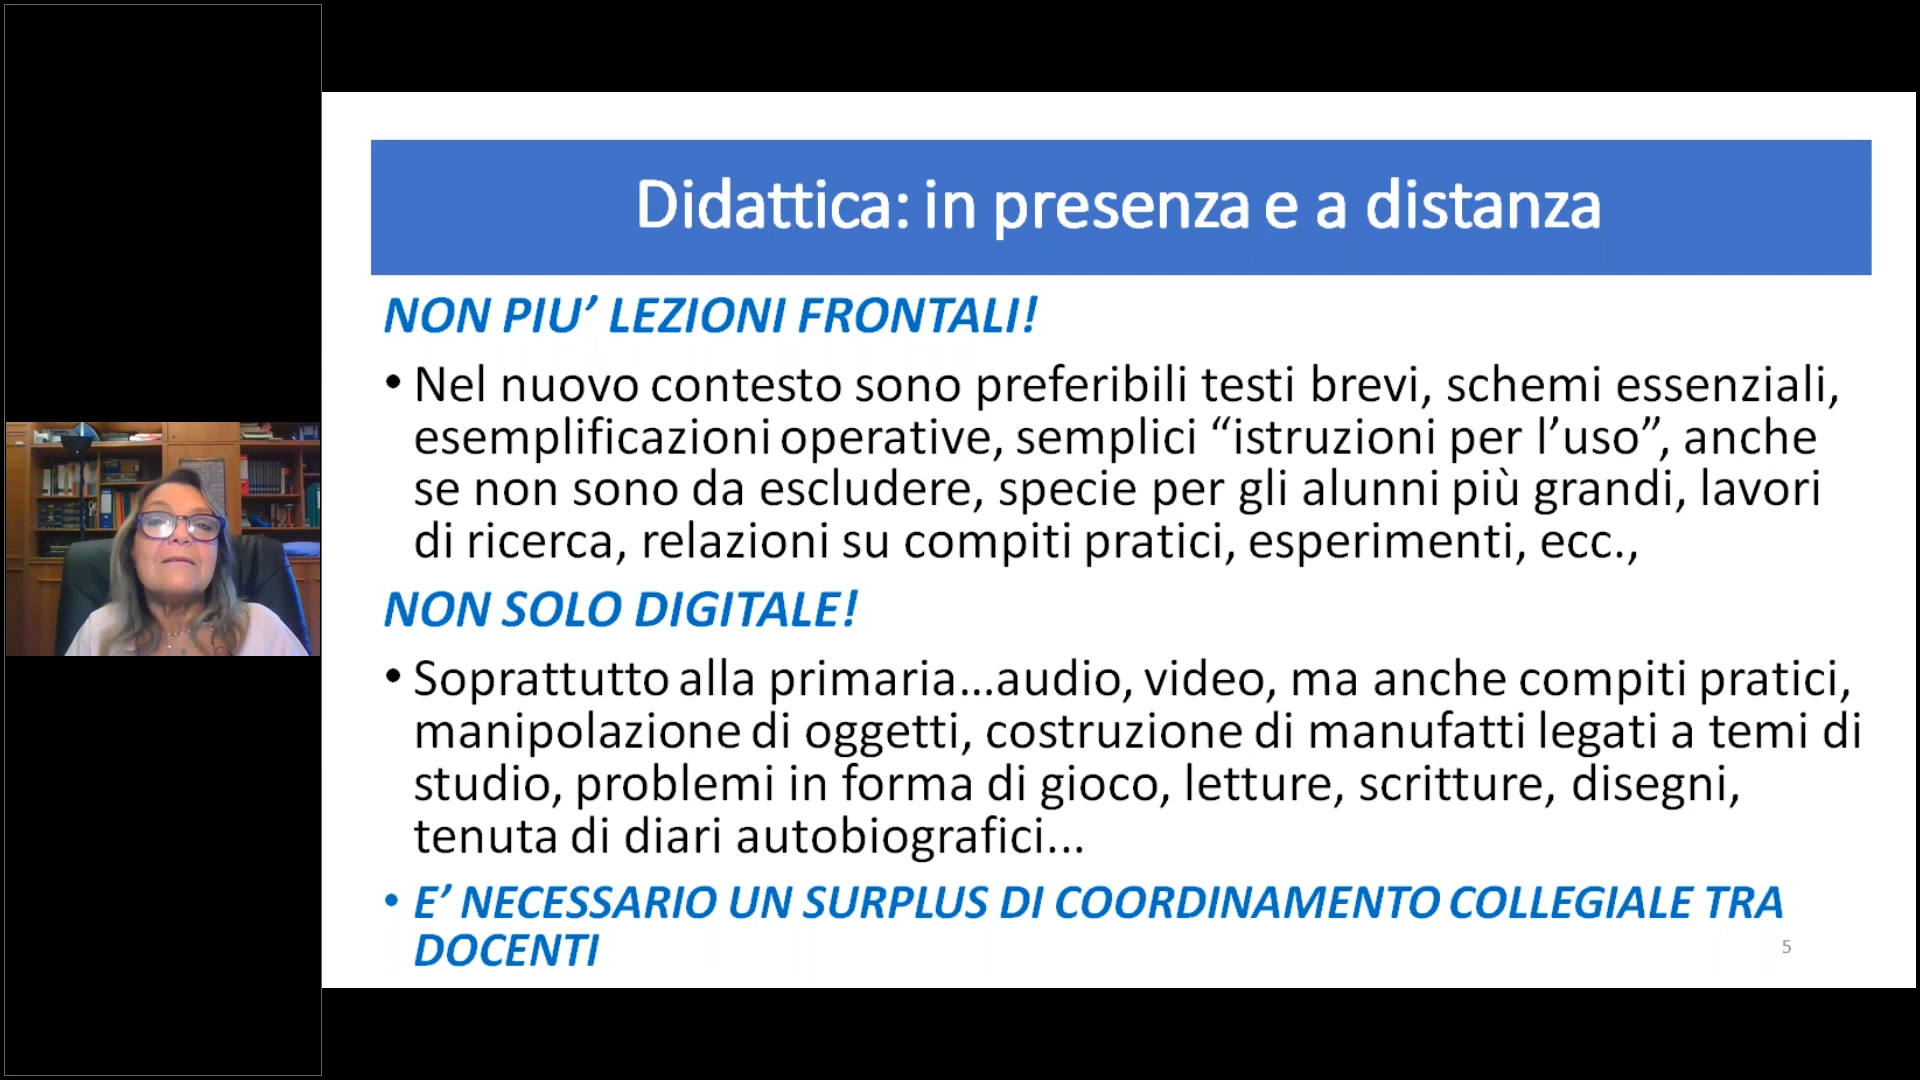 Didattica: in presenza e a distanza
NON PIU’ LEZIONI FRONTALI!
• Nel nuovo contesto sono preferibili testi brevi, schemi essenziali,
esemplificazioni operative, semplici “istruzioni per l’uso”, anche
se non sono da escludere, specie per gli alunni più grandi, lavori
di ricerca, relazioni su compiti pratici, esperimenti, ecc.,
NON SOLO DIGITALE!
• Soprattutto alla primaria...audio, video, ma anche compiti pratici,
manipolazione di oggetti, costruzione di manufatti legati a temi di
studio, problemi in forma di gioco, letture, scritture, disegni,
tenuta di diari autobiografici...
• E’ NECESSARIO UN SURPLUS DI COORDINAMENTO COLLEGIALE TRA
DOCENTI
5